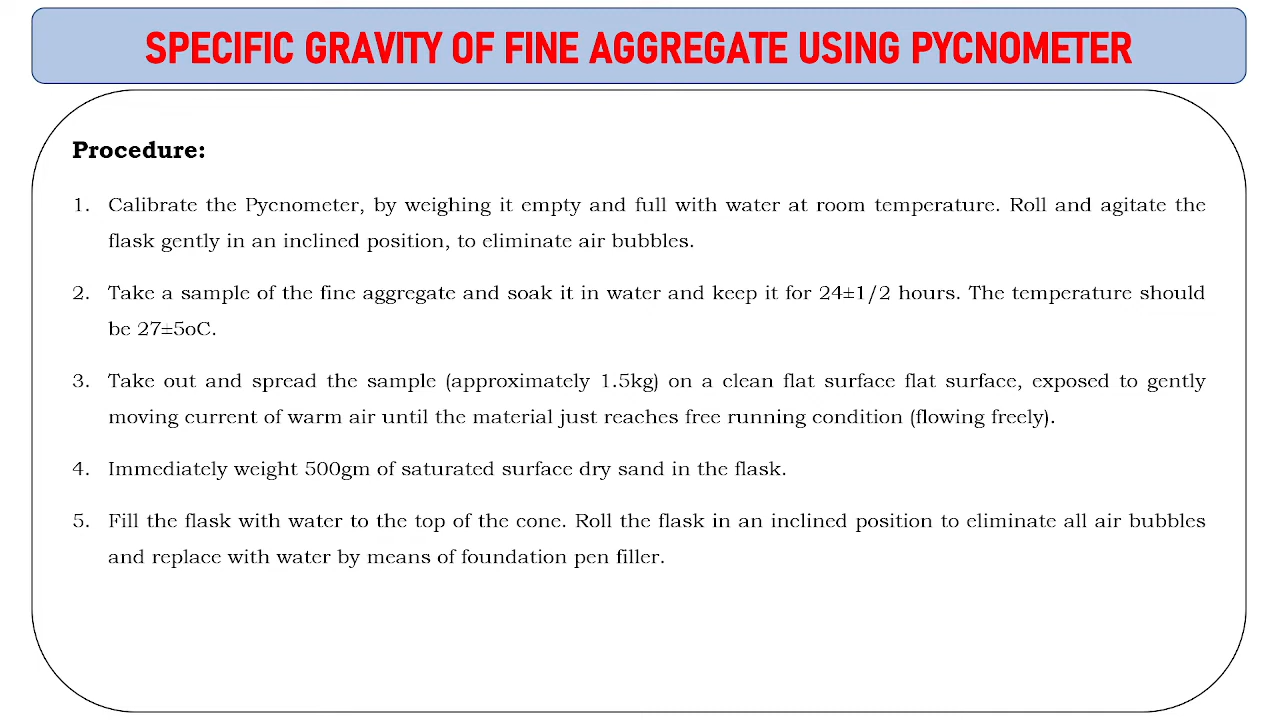 SPECIFIC GRAVITY OF FINE AGGREGATE USING PYCNOMETER
Procedure:
1. Calibrate the Pycnometer, by weighing it empty and full with water at room temperature. Roll and agitate the
flask gently in an inclined position, to eliminate air bubbles.
2. Take a sample of the fine aggregate and soak it in water and keep it for 24±1/2 hours. The temperature should
be 27±5oC.
3. Take out and spread the sample (approximately 1.5kg) on a clean flat surface flat surface, exposed to gently
moving current of warm air until the material just reaches free running condition (flowing freely).
4. Immediately weight 500gm of saturated surface dry sand in the flask.
5. Fill the flask with water to the top of the cone. Roll the flask in an inclined position to eliminate all air bubbles
and replace with water by means of foundation pen filler.